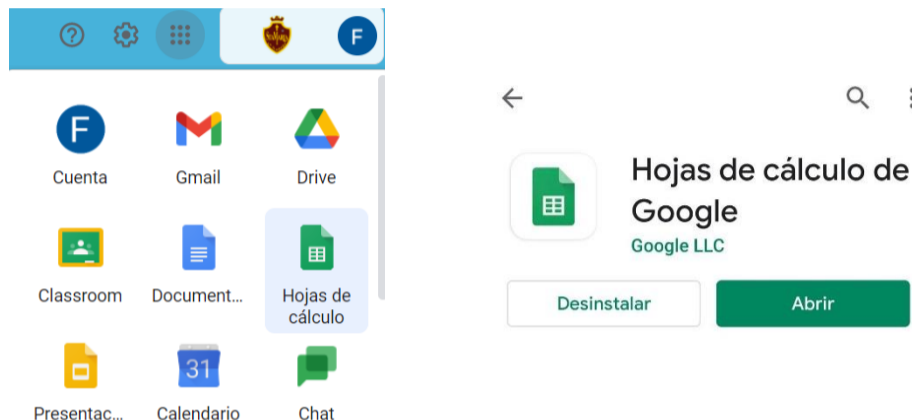 F
F
Cuenta
Gmail
Drive
Classroom
Document...
Hojas de
cálculo
31
Presentac...
Calendario
Chat
Hojas de cálculo de
Google
Google LLC
Desinstalar
Abrir